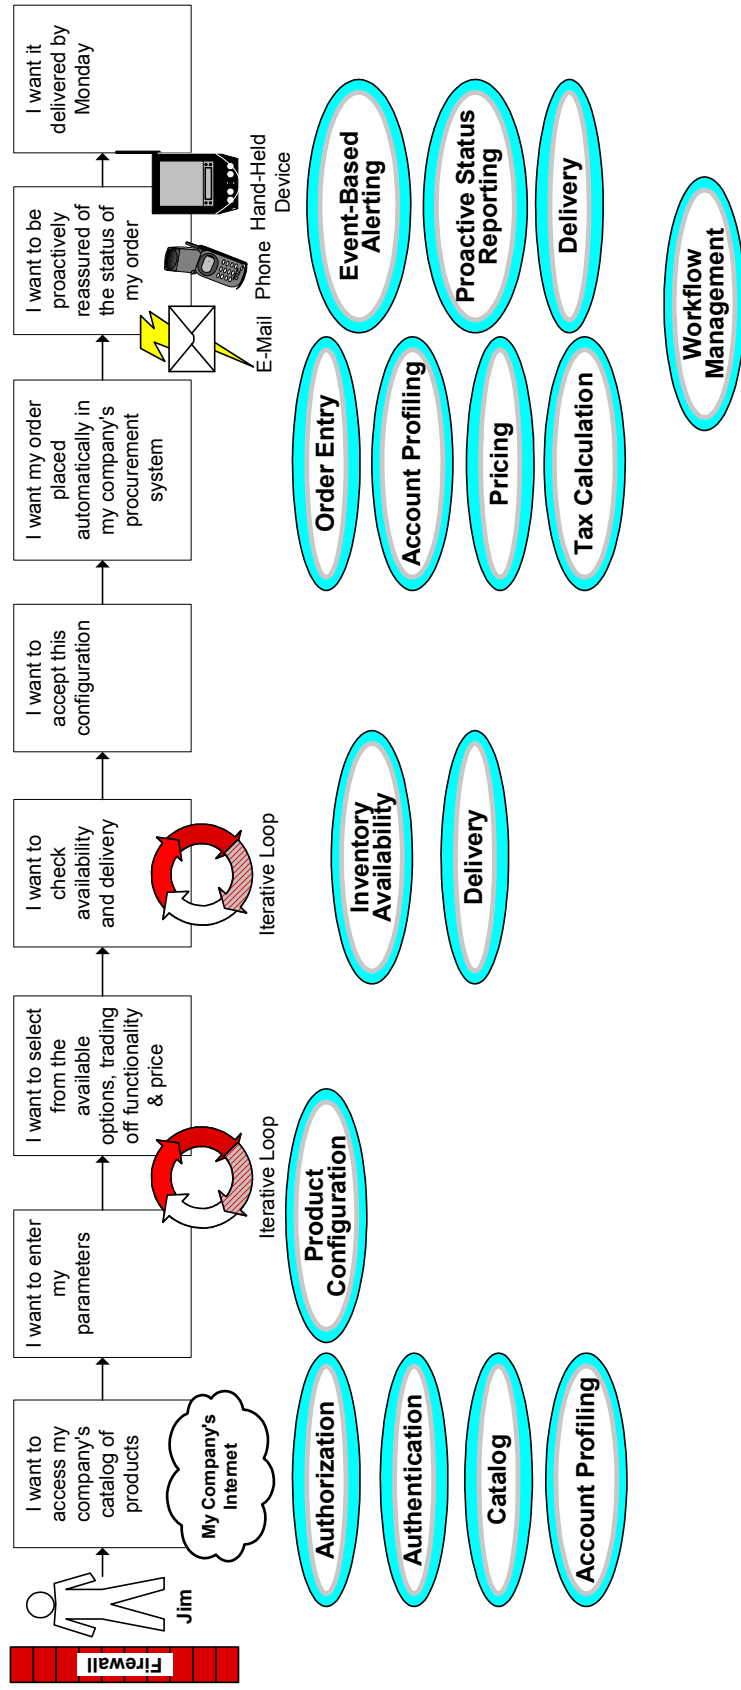 Firewall
Jim
I want to
access my
company's
catalog of
products
My Company's
Internet
I want to enter
my
parameters
I want to select
from the
available
options, trading
off functionality
& price
Iterative Loop
I want to
check
availability
and delivery
Iterative Loop
I want to
accept this
configuration
I want my order
placed
automatically in
my company's
procurement
system
I want to be
proactively
reassured of
the status of
my order
E-Mail
Phone
Hand-Held
Device
I want it
delivered by
Monday
Authorization
Authentication
Catalog
Account Profiling
Product
Configuration
Inventory
Availability
Delivery
Order Entry
Account Profiling
Pricing
Tax Calculation
Event-Based
Alerting
Proactive Status
Reporting
Delivery
Workflow
Management